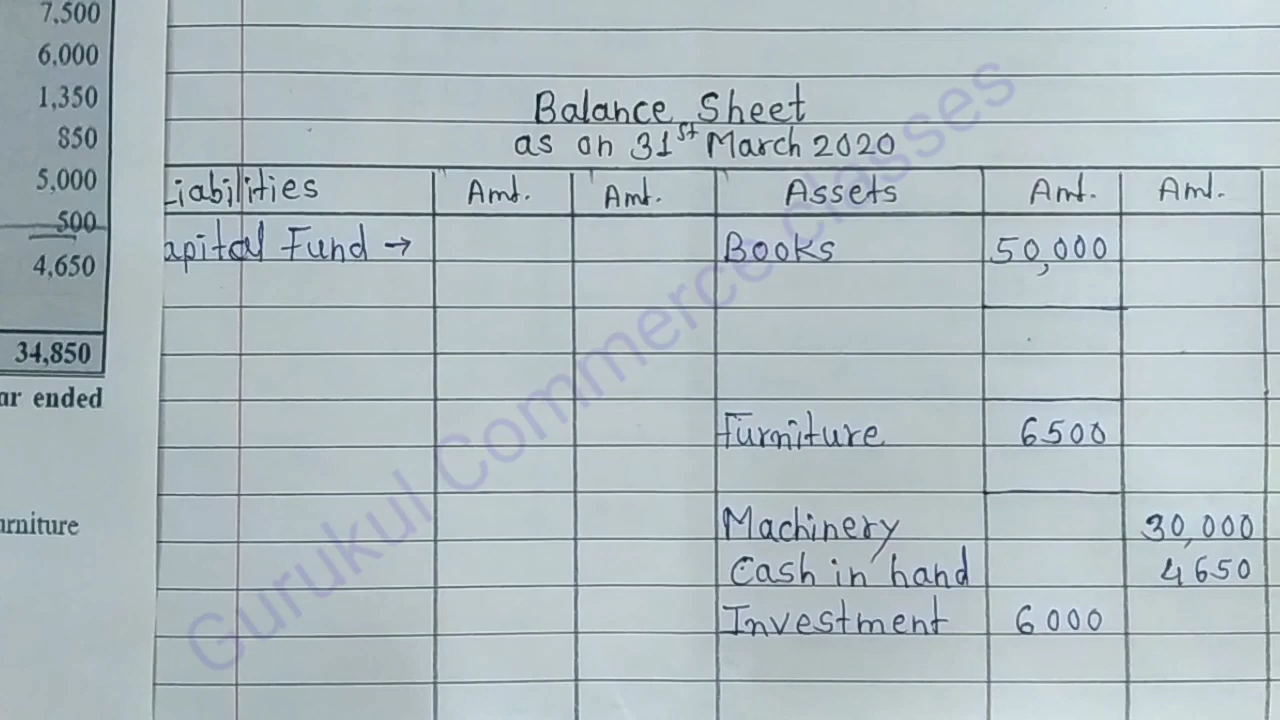 7,500
6,000
1,350
850
5,000
500
4,650
34,850
ar ended
urniture
Balance Sheet
as on 31st March 2020
Liabilities Amt. Amt. Assets Amt. Amt.
apital Fund → Books 50,000
Furniture 6500
Machinery 30,000
Cash in hand 4650
Investment 6000
Gurukul Commerce Classes